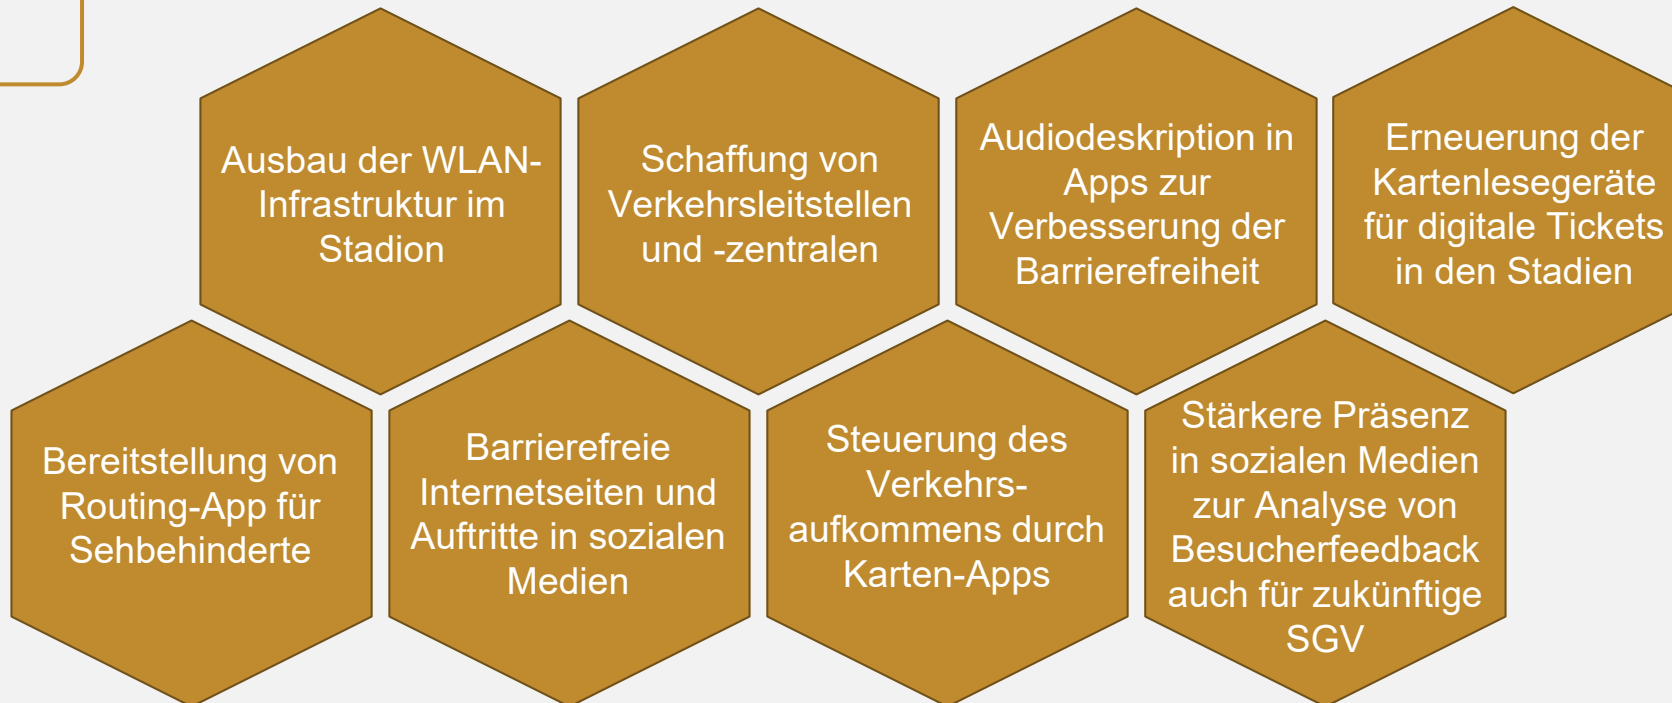 Ausbau der WLAN-
Infrastruktur im
Stadion
Schaffung von
Verkehrsleitstellen
und -zentralen
Audiodeskription in
Apps zur
Verbesserung der
Barrierefreiheit
Erneuerung der
Kartenlesegeräte
für digitale Tickets
in den Stadien
Bereitstellung von
Routing-App für
Sehbehinderte
Barrierefreie
Internetseiten und
Auftritte in sozialen
Medien
Steuerung des
Verkehrs-
aufkommens durch
Karten-Apps
Stärkere Präsenz
in sozialen Medien
zur Analyse von
Besucherfeedback
auch für zukünftige
SGV